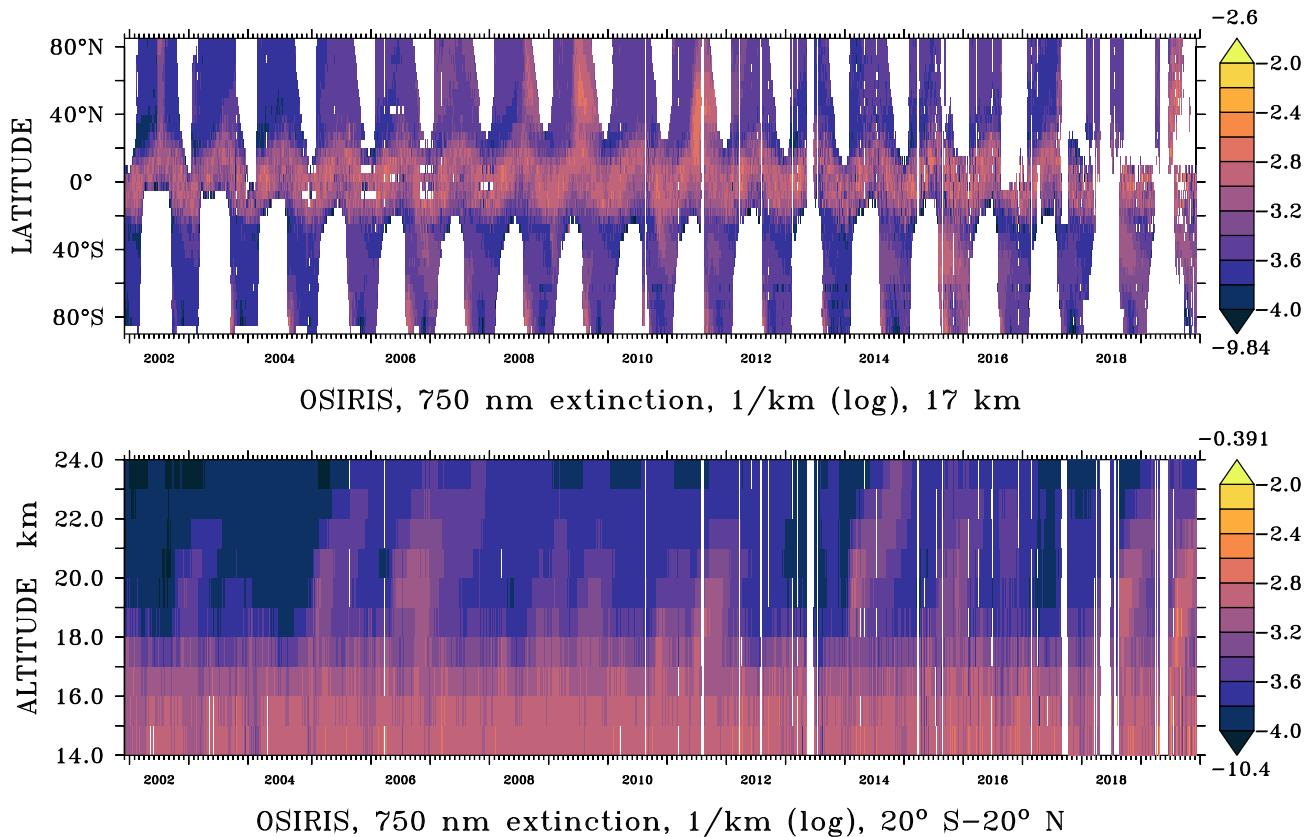 −2.6
80°N
40°N
0°
40°S
80°S
LATITUDE
−2.0
−2.4
−2.8
−3.2
−3.6
−4.0
−9.84
2002 2004 2006 2008 2010 2012 2014 2016 2018
OSIRIS, 750 nm extinction, 1/km (log), 17 km
−0.391
24.0
22.0
20.0
18.0
16.0
14.0
ALTITUDE km
−2.0
−2.4
−2.8
−3.2
−3.6
−4.0
−10.4
2002 2004 2006 2008 2010 2012 2014 2016 2018
OSIRIS, 750 nm extinction, 1/km (log), 20° S−20° N